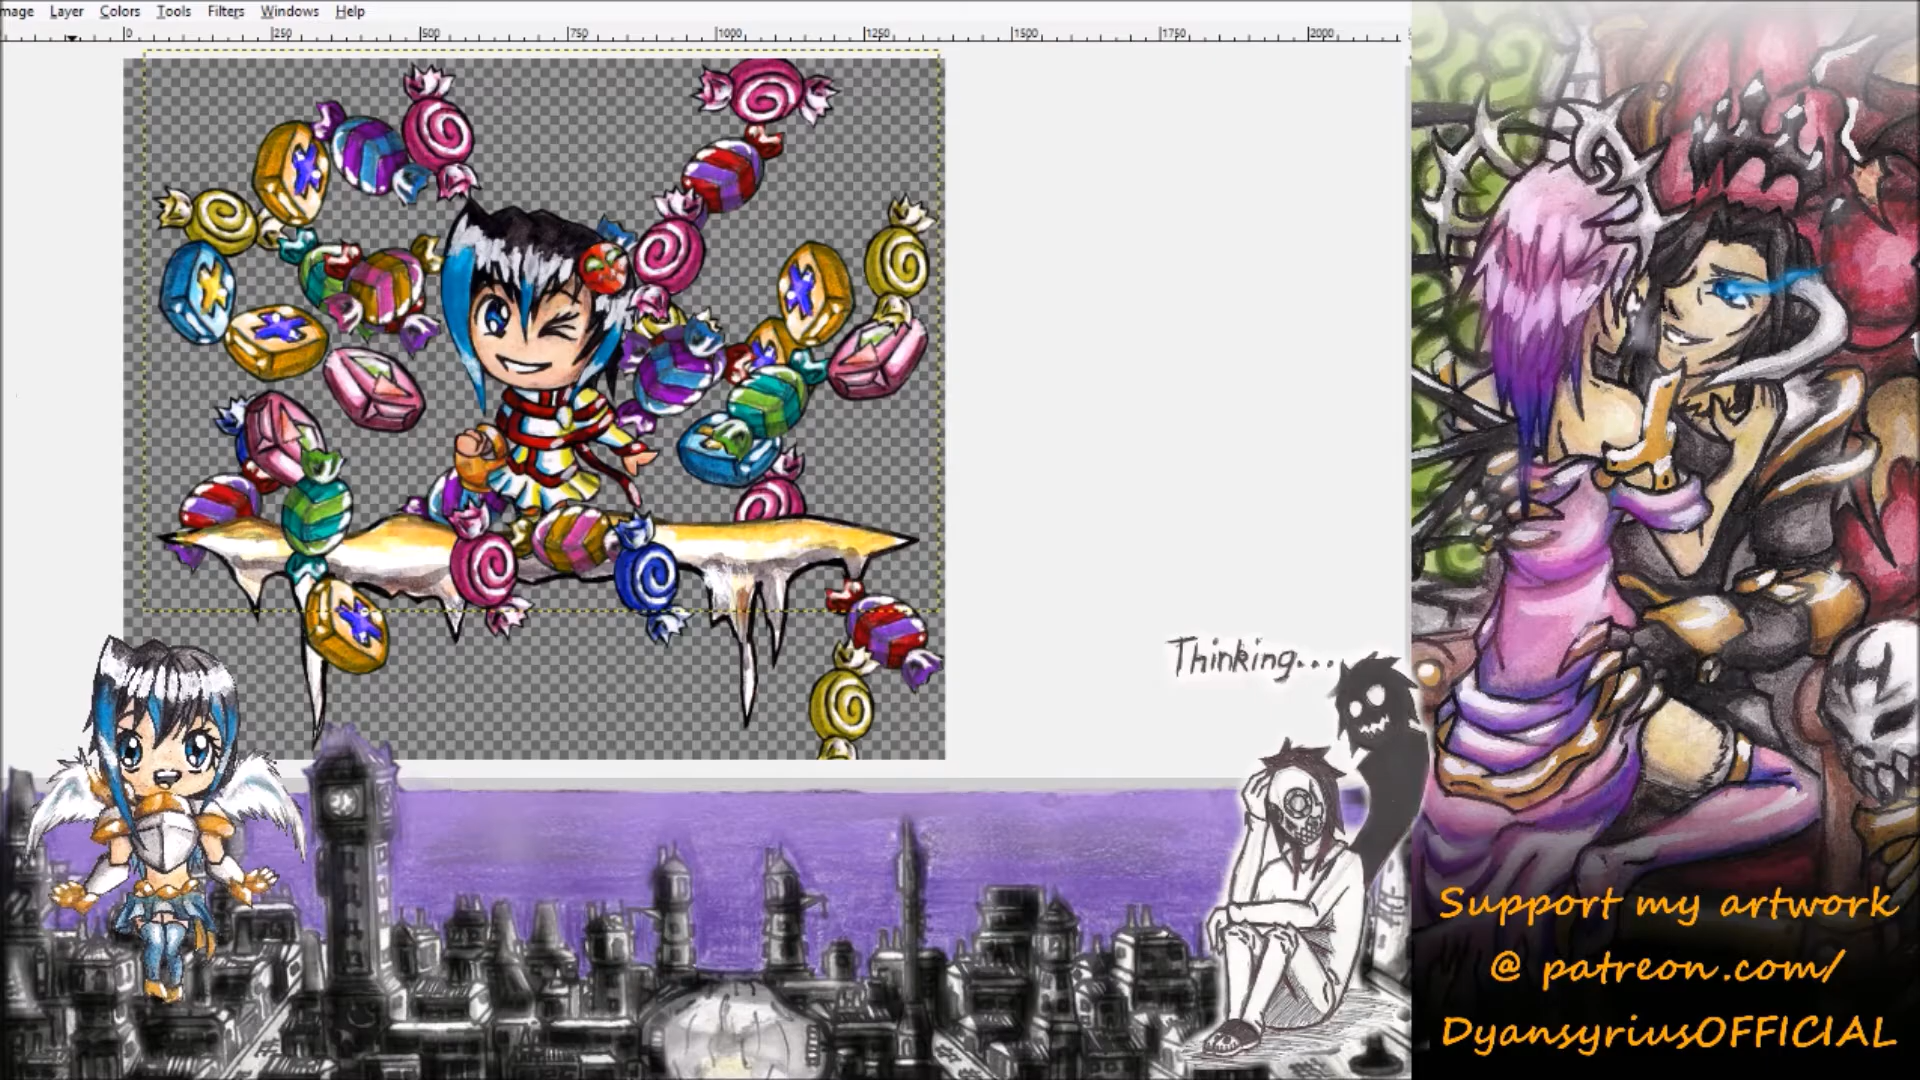 mage Layer Colors Tools Filters Windows Help
0 250 500 750 1000 1250 1500 1750 2000
Thinking...
Support my artwork
@ patreon.com/
DyansyriusOFFICIAL